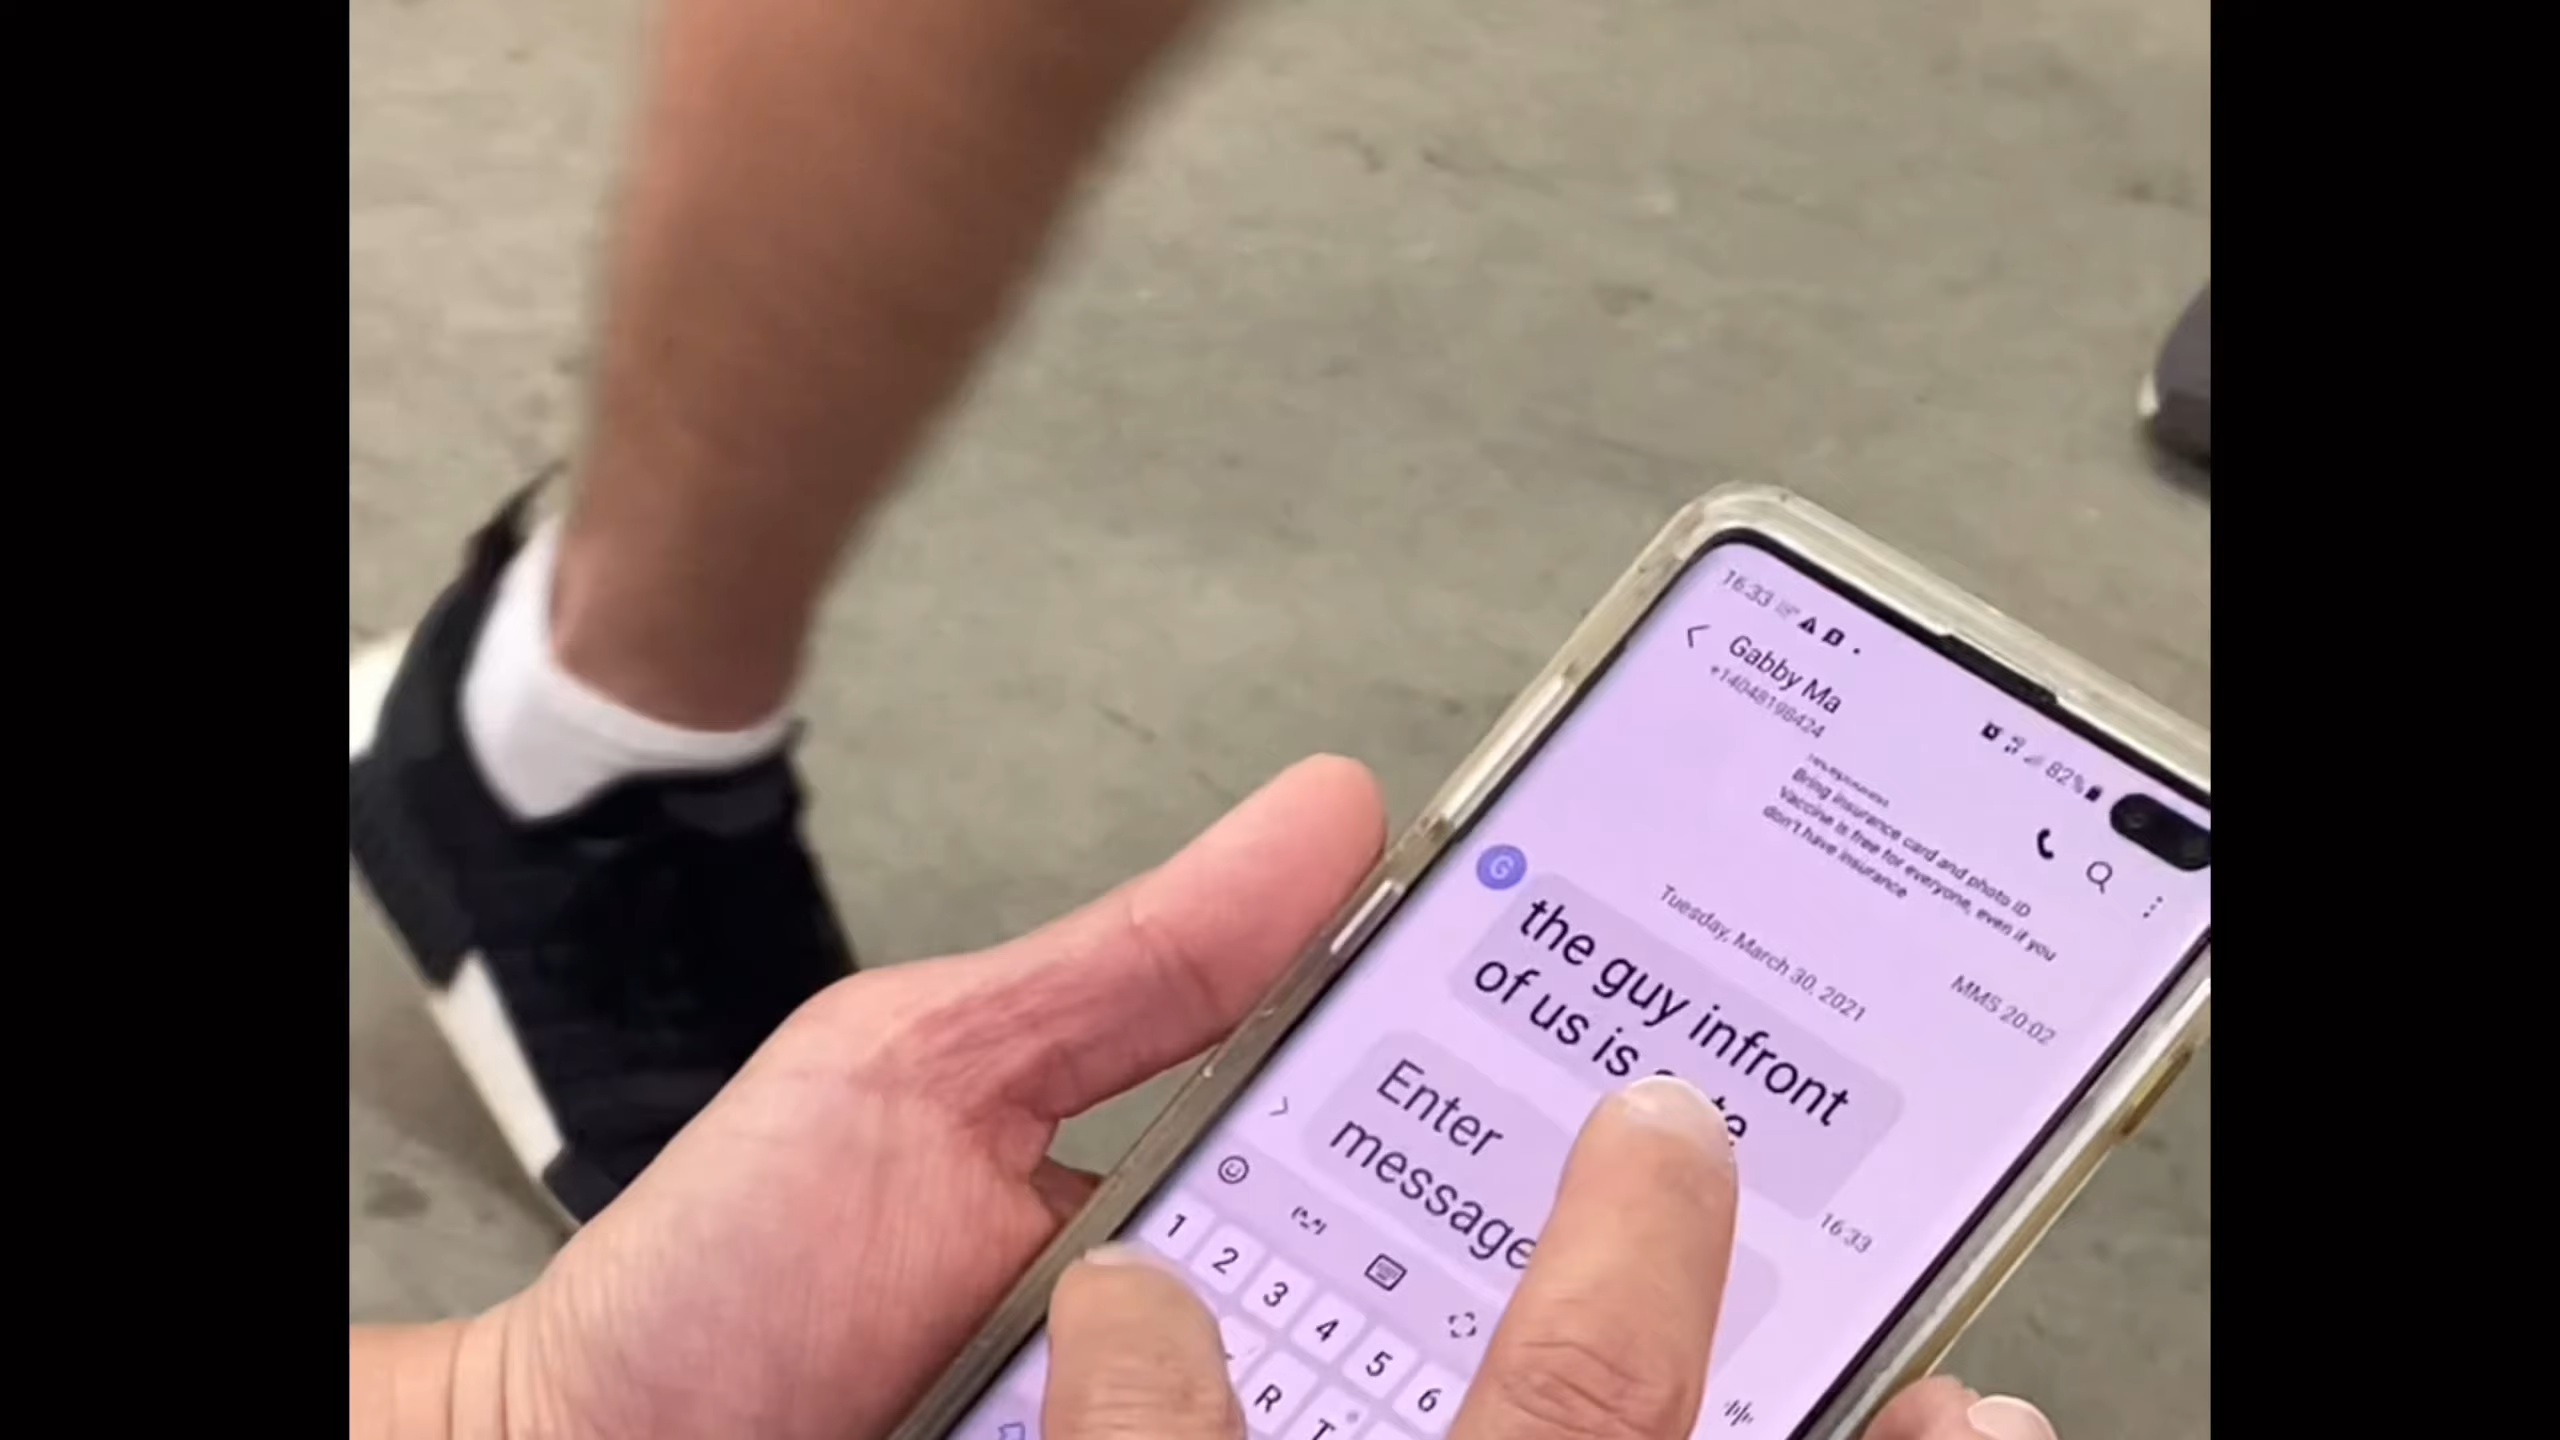 16:33
82%
Gabby Ma
+14048198424
Bring insurance card and photo ID
Vaccine is free for everyone, even if you
don't have insurance
MMS 20:02
Tuesday, March 30, 2021
G
the guy infront
of us is
16:33
Enter
message
1 2 3 4 5 6
R T